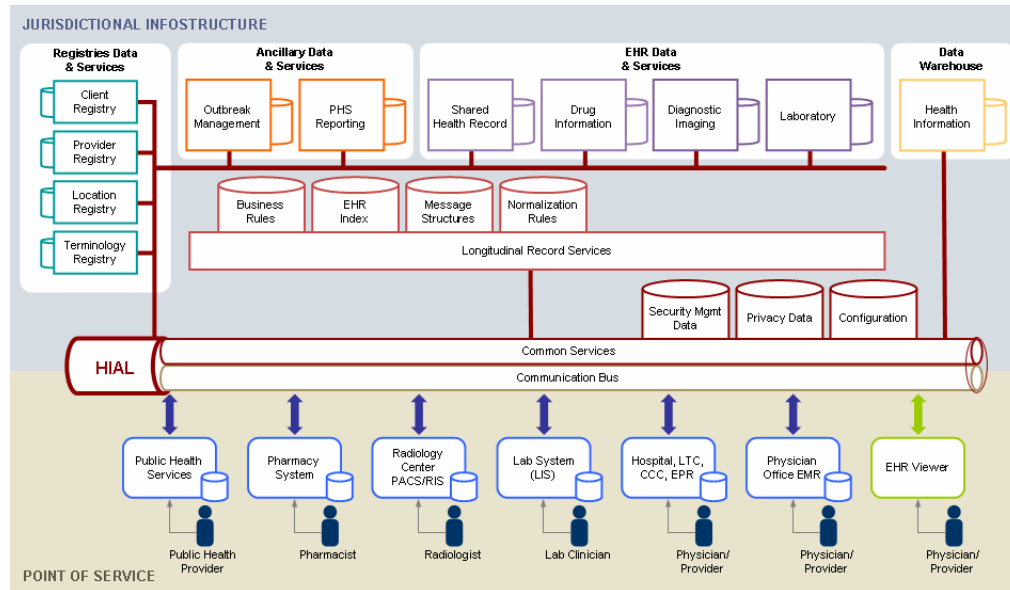 JURISDICTIONAL INFOSTRUCTURE
Registries Data
& Services
Ancillary Data
& Services
EHR Data
& Services
Data
Warehouse
Client
Registry
Provider
Registry
Location
Registry
Terminology
Registry
Outbreak
Management
PHS
Reporting
Shared
Health Record
Drug
Information
Diagnostic
Imaging
Laboratory
Health
Information
Business
Rules
EHR
Index
Message
Structures
Normalization
Rules
Longitudinal Record Services
Security Mgmt
Data
Privacy Data
Configuration
HIAL
Common Services
Communication Bus
Public Health
Services
Pharmacy
System
Radiology
Center
PACS/RIS
Lab System
(LIS)
Hospital, LTC,
CCC, EPR
Physician
Office EMR
EHR Viewer
Public Health
Provider
Pharmacist
Radiologist
Lab Clinician
Physician/
Provider
Physician/
Provider
Physician/
Provider
POINT OF SERVICE